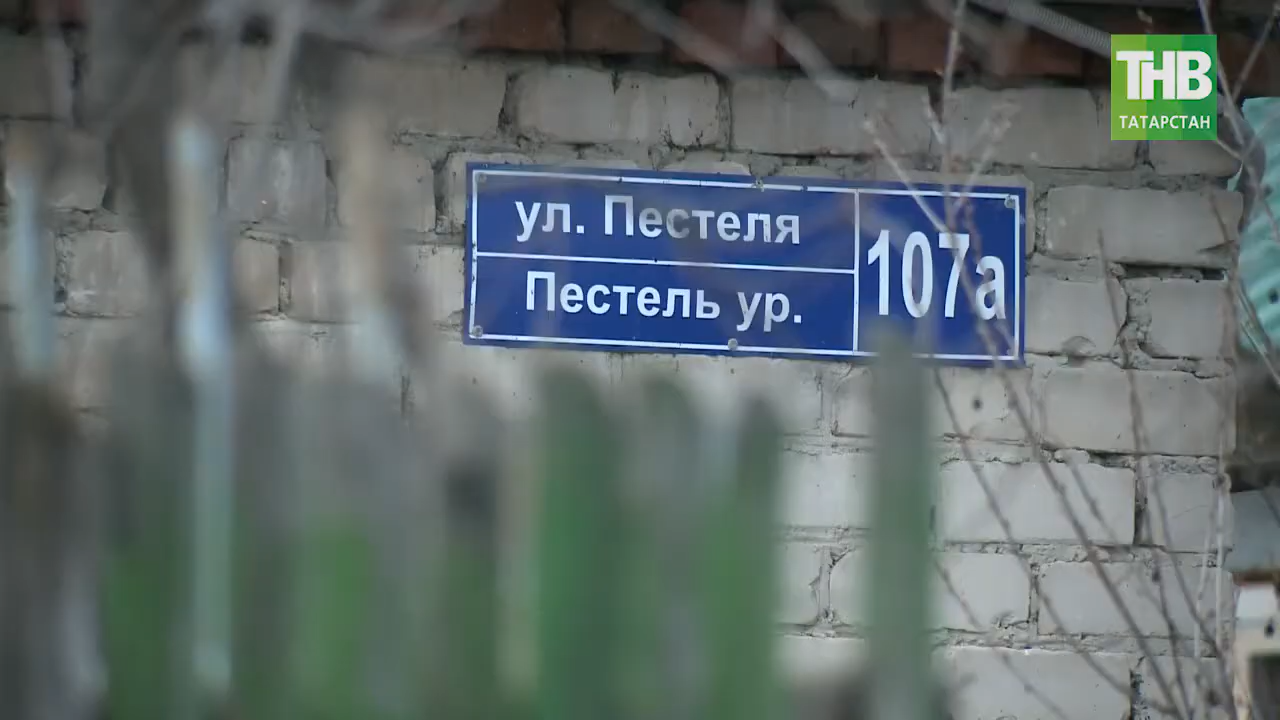 ТНВ
ТАТАРСТАН
ул. Пестеля
Пестель ур.
107а